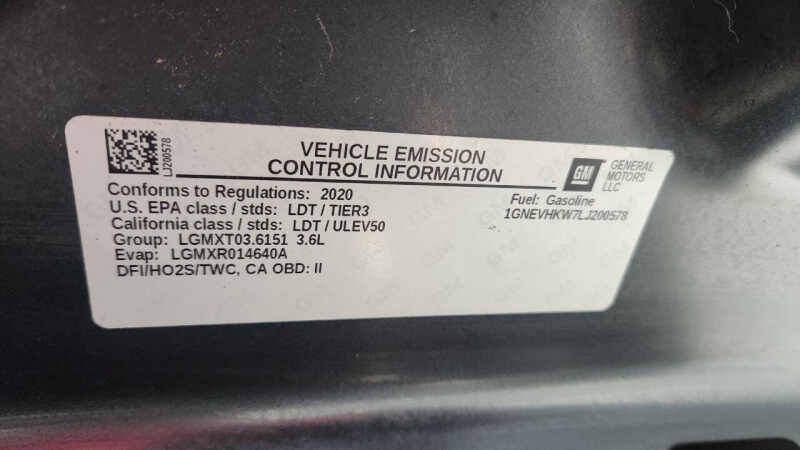 LJ200578
VEHICLE EMISSION
CONTROL INFORMATION
GM
GENERAL
MOTORS
LLC
Conforms to Regulations: 2020
U.S. EPA class / stds: LDT / TIER3
California class / stds: LDT / ULEV50
Group: LGMXT03.6151 3.6L
Evap: LGMXR014640A
DFI/HO2S/TWC, CA OBD: II
Fuel: Gasoline
1GNEVHKW7LJ200578